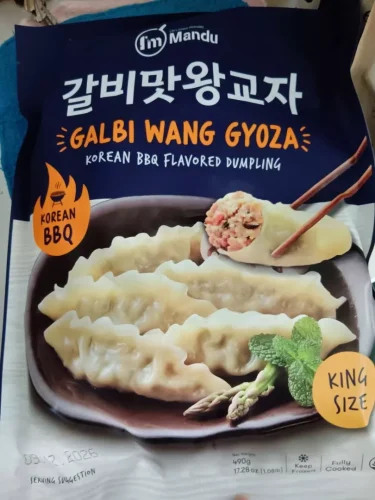 I'm Mandu
갈비맛왕교자
GALBI WANG GYOZA
KOREAN BBQ FLAVORED DUMPLING
KOREAN
BBQ
KING
SIZE
490g
Keep
Frozen
Fully
Cooked
SERVING SUGGESTION